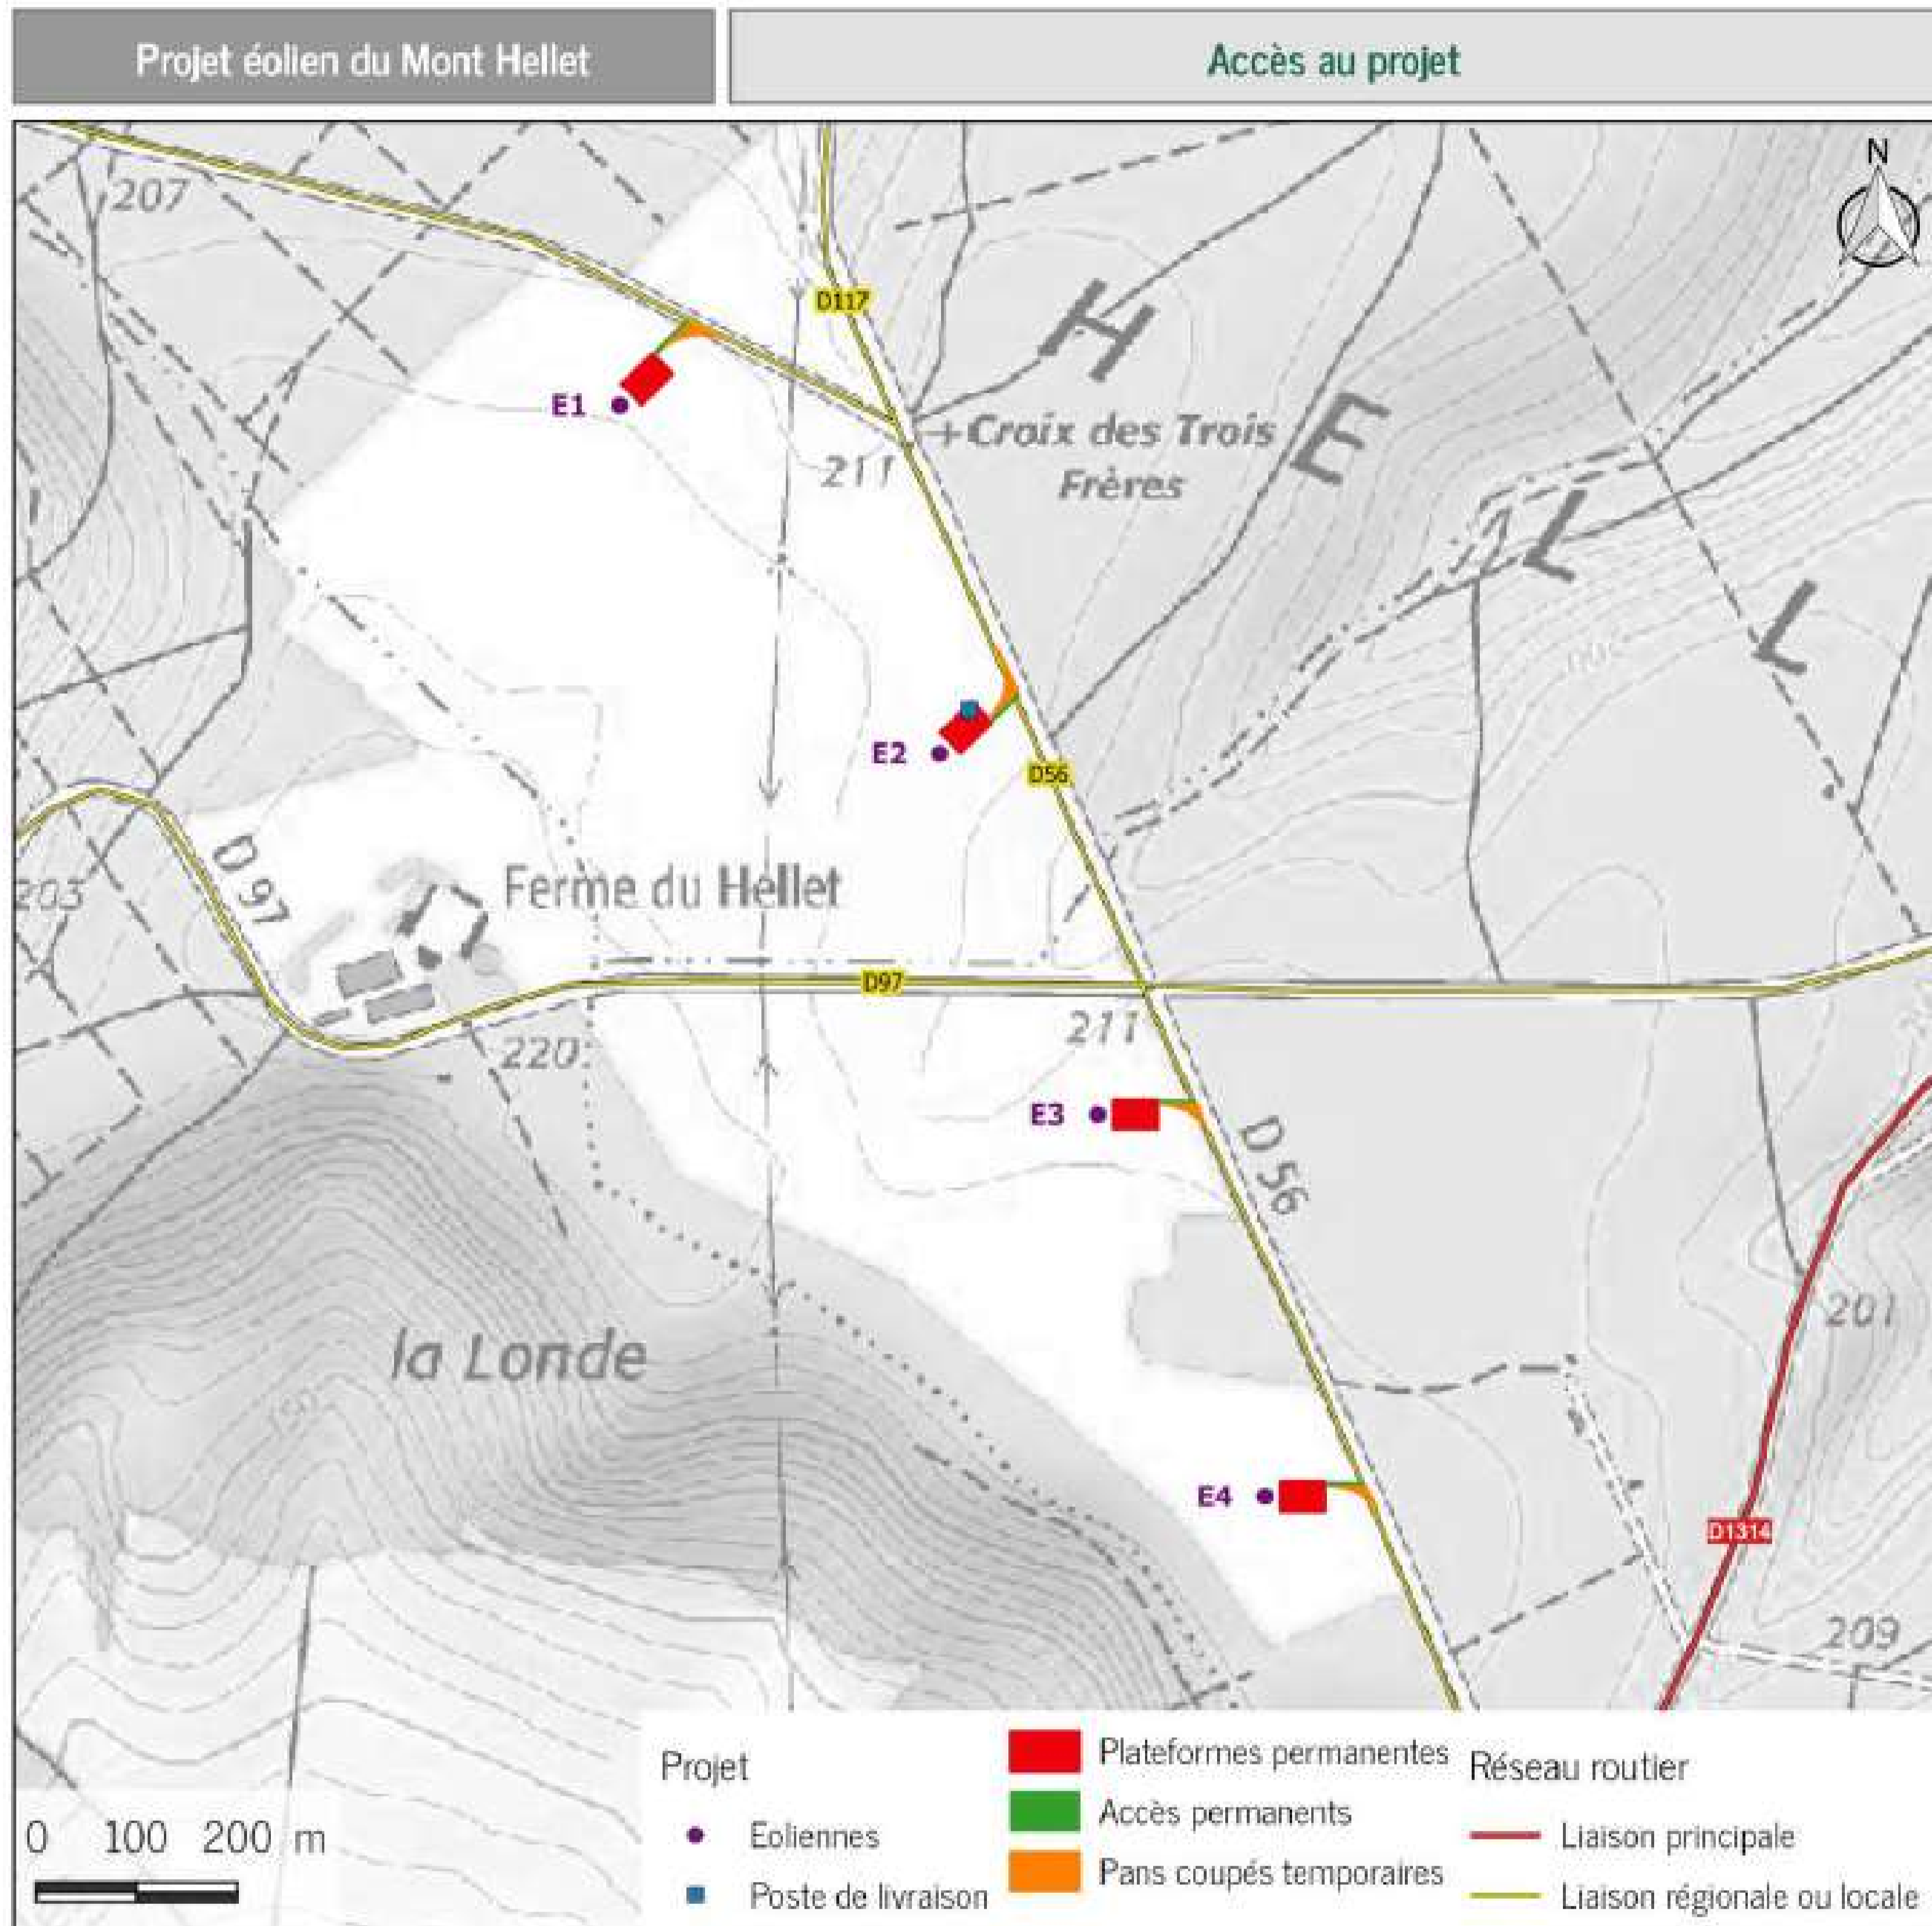 Projet éolien du Mont Hellet
Accès au projet
N
207
D117
H
E
L
L
E1
+Croix des Trois
Frères
211
E2
D56
D 97
203
Ferme du Hellet
D97
211
220
E3
D 56
la Londe
201
E4
D1314
209
0 100 200 m
Projet
Eoliennes
Poste de livraison
Plateformes permanentes
Accès permanents
Pans coupés temporaires
Réseau routier
Liaison principale
Liaison régionale ou locale